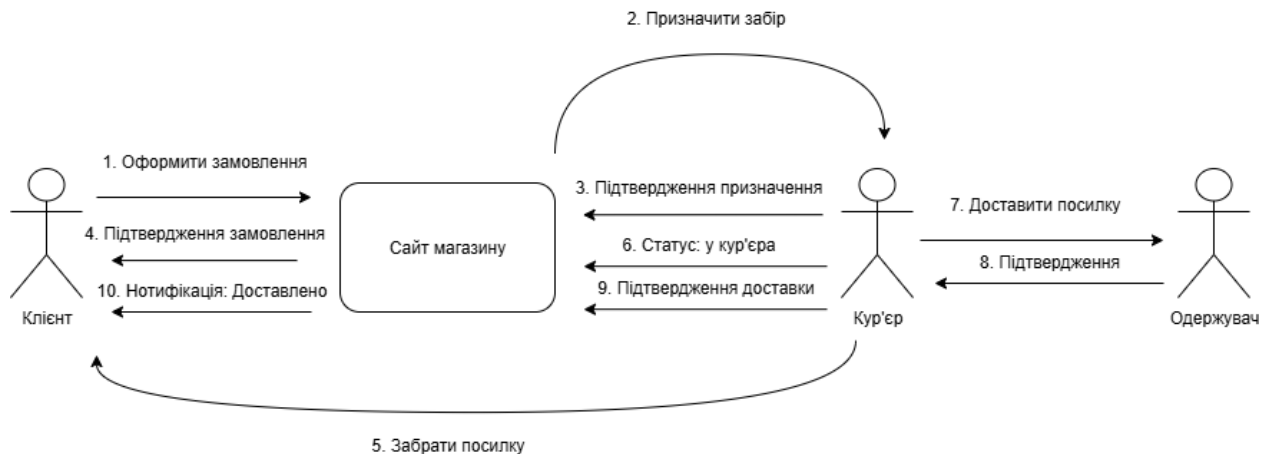 2. Призначити забір
1. Оформити замовлення
3. Підтвердження призначення
7. Доставити посилку
4. Підтвердження замовлення
Сайт магазину
6. Статус: у кур'єра
8. Підтвердження
10. Нотифікація: Доставлено
9. Підтвердження доставки
Клієнт
Кур'єр
Одержувач
5. Забрати посилку